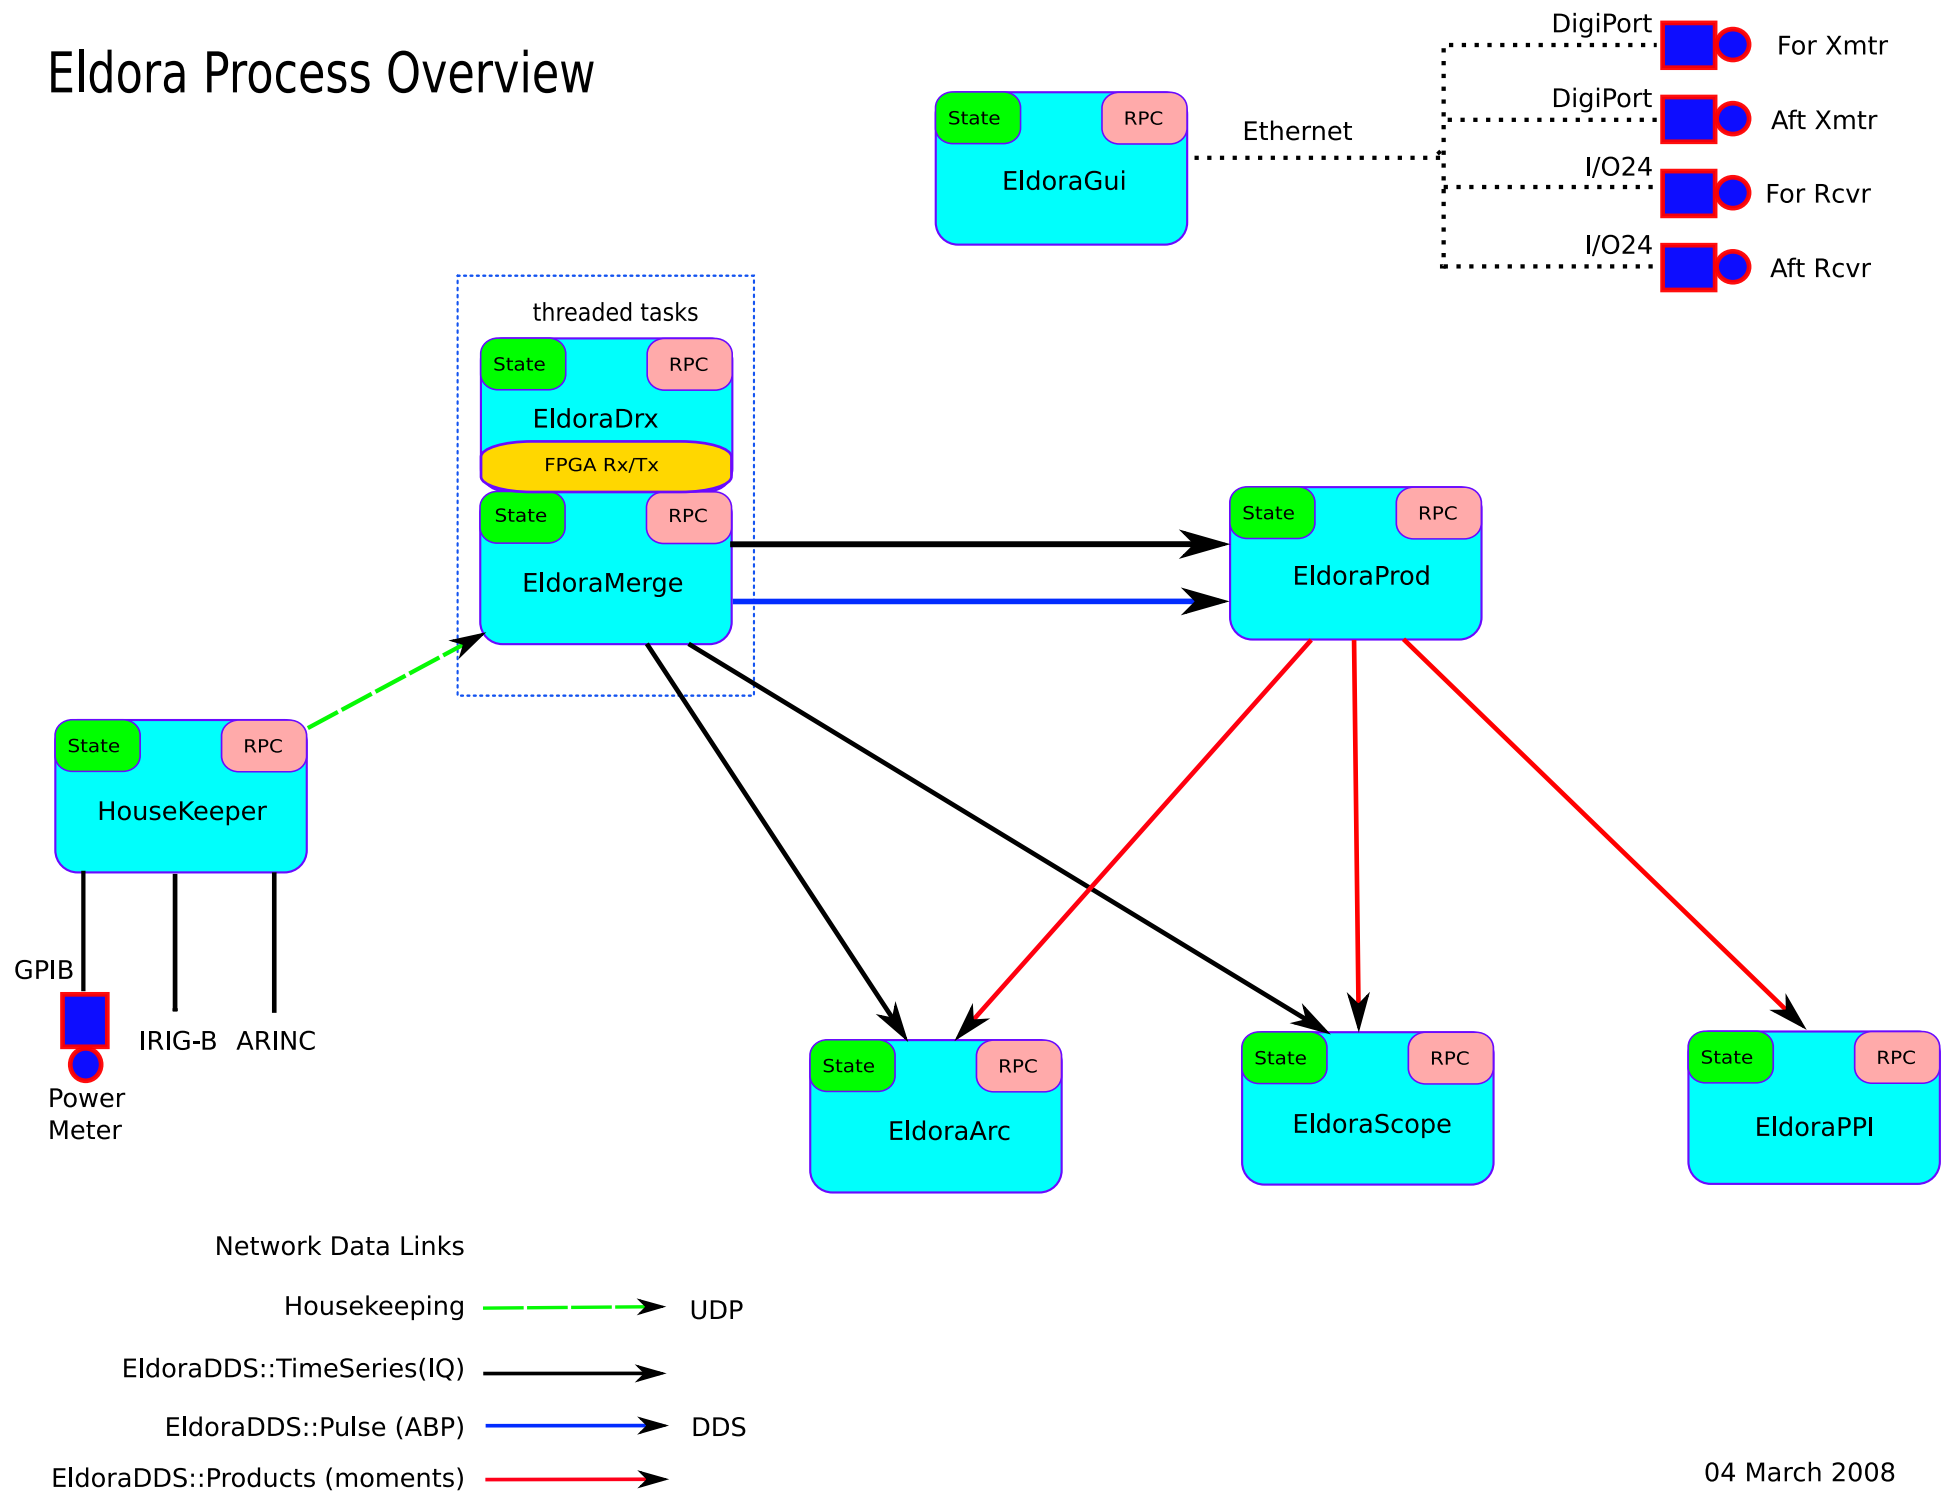 Eldora Process Overview
DigiPort
For Xmtr
DigiPort
Aft Xmtr
I/O24
For Rcvr
I/O24
Aft Rcvr
Ethernet
State
RPC
EldoraGui
threaded tasks
State
RPC
EldoraDrx
FPGA Rx/Tx
State
RPC
EldoraMerge
State
RPC
EldoraProd
State
RPC
HouseKeeper
GPIB
IRIG-B
ARINC
Power
Meter
State
RPC
EldoraArc
State
RPC
EldoraScope
State
RPC
EldoraPPI
Network Data Links
Housekeeping
UDP
EldoraDDS::TimeSeries(IQ)
EldoraDDS::Pulse (ABP)
DDS
EldoraDDS::Products (moments)
04 March 2008